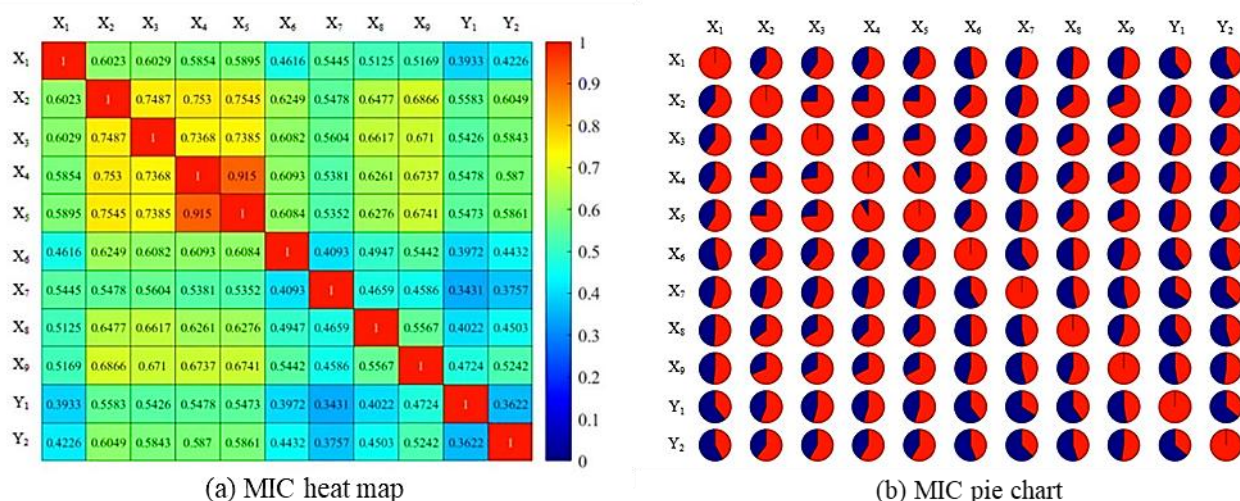 X₁ X₂ X₃ X₄ X₅ X₆ X₇ X₈ X₉ Y₁ Y₂
X₁ 1 0.6023 0.6029 0.5854 0.5895 0.4616 0.5445 0.5125 0.5169 0.3933 0.4226
X₂ 0.6023 1 0.7487 0.753 0.7545 0.6249 0.5478 0.6477 0.6866 0.5583 0.6049
X₃ 0.6029 0.7487 1 0.7368 0.7385 0.6082 0.5604 0.6617 0.671 0.5426 0.5843
X₄ 0.5854 0.753 0.7368 1 0.915 0.6093 0.5381 0.6261 0.6737 0.5478 0.587
X₅ 0.5895 0.7545 0.7385 0.915 1 0.6084 0.5352 0.6276 0.6741 0.5473 0.5861
X₆ 0.4616 0.6249 0.6082 0.6093 0.6084 1 0.4093 0.4947 0.5442 0.3972 0.4432
X₇ 0.5445 0.5478 0.5604 0.5381 0.5352 0.4093 1 0.4659 0.4586 0.3431 0.3757
X₈ 0.5125 0.6477 0.6617 0.6261 0.6276 0.4947 0.4659 1 0.5567 0.4022 0.4503
X₉ 0.5169 0.6866 0.671 0.6737 0.6741 0.5442 0.4586 0.5567 1 0.4724 0.5242
Y₁ 0.3933 0.5583 0.5426 0.5478 0.5473 0.3972 0.3431 0.4022 0.4724 1 0.3622
Y₂ 0.4226 0.6049 0.5843 0.587 0.5861 0.4432 0.3757 0.4503 0.5242 0.3622 1
1
0.9
0.8
0.7
0.6
0.5
0.4
0.3
0.2
0.1
0
(a) MIC heat map
X₁ X₂ X₃ X₄ X₅ X₆ X₇ X₈ X₉ Y₁ Y₂
X₁
X₂
X₃
X₄
X₅
X₆
X₇
X₈
X₉
Y₁
Y₂
(b) MIC pie chart